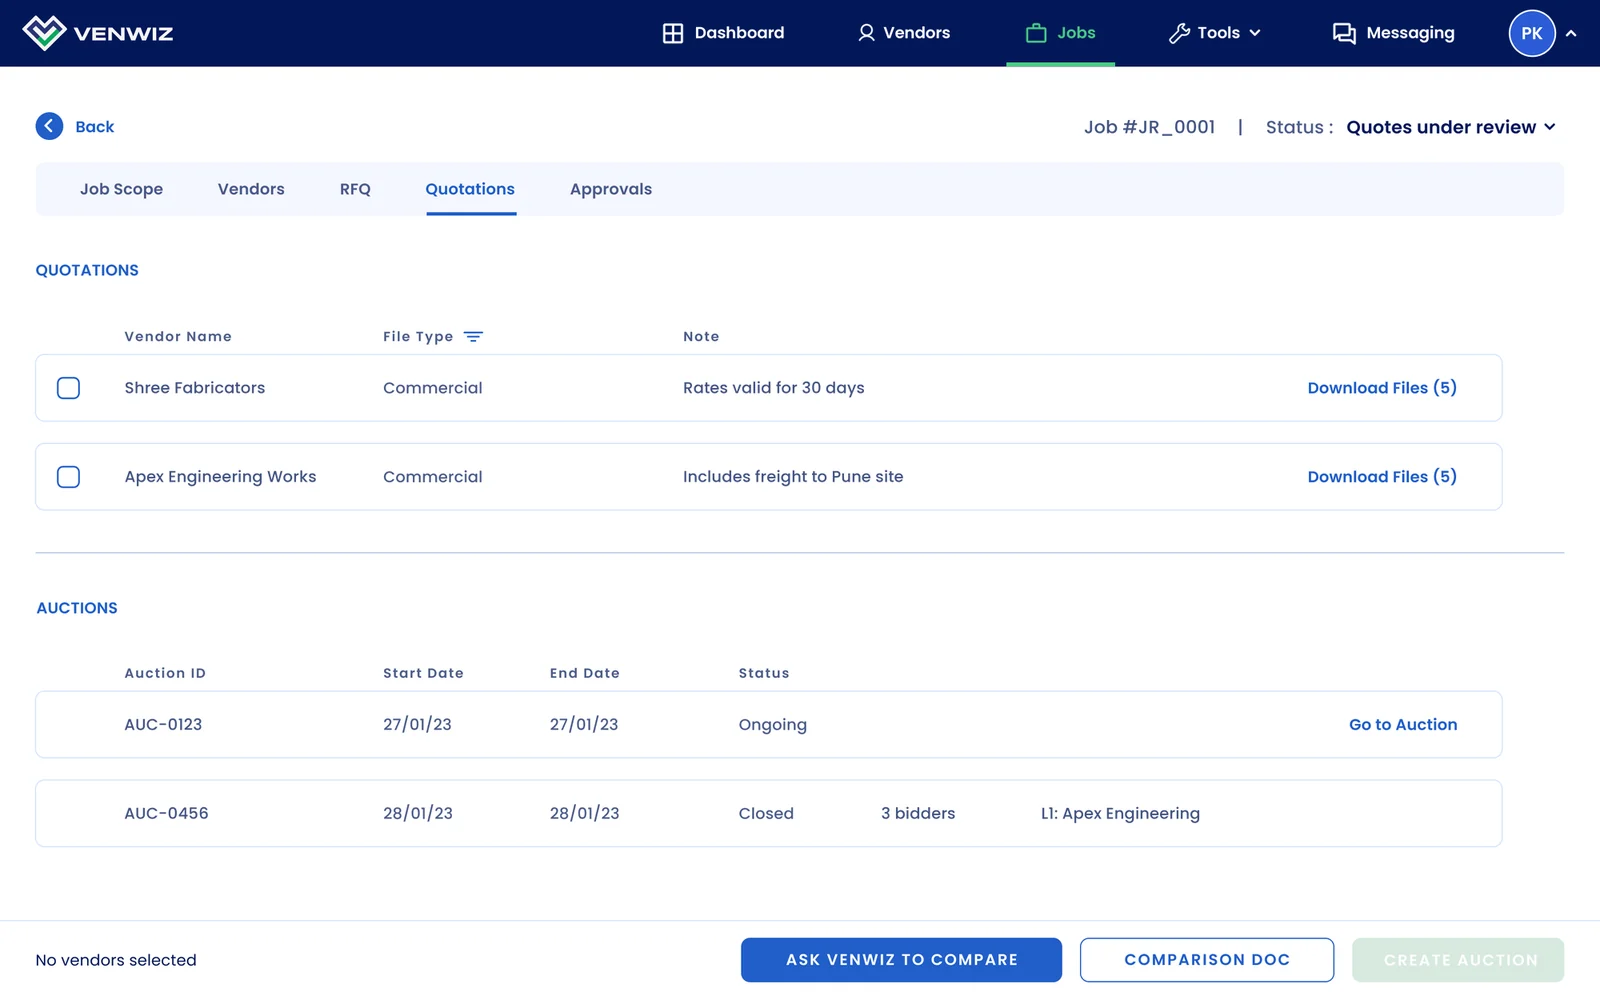 VENWIZ
Dashboard Vendors Jobs Tools Messaging PK
Back
Job #JR_0001 | Status : Quotes under review
Job Scope Vendors RFQ Quotations Approvals
QUOTATIONS
Vendor Name File Type Note
Shree Fabricators Commercial Rates valid for 30 days Download Files (5)
Apex Engineering Works Commercial Includes freight to Pune site Download Files (5)
AUCTIONS
Auction ID Start Date End Date Status
AUC-0123 27/01/23 27/01/23 Ongoing Go to Auction
AUC-0456 28/01/23 28/01/23 Closed 3 bidders L1: Apex Engineering
No vendors selected ASK VENWIZ TO COMPARE COMPARISON DOC CREATE AUCTION